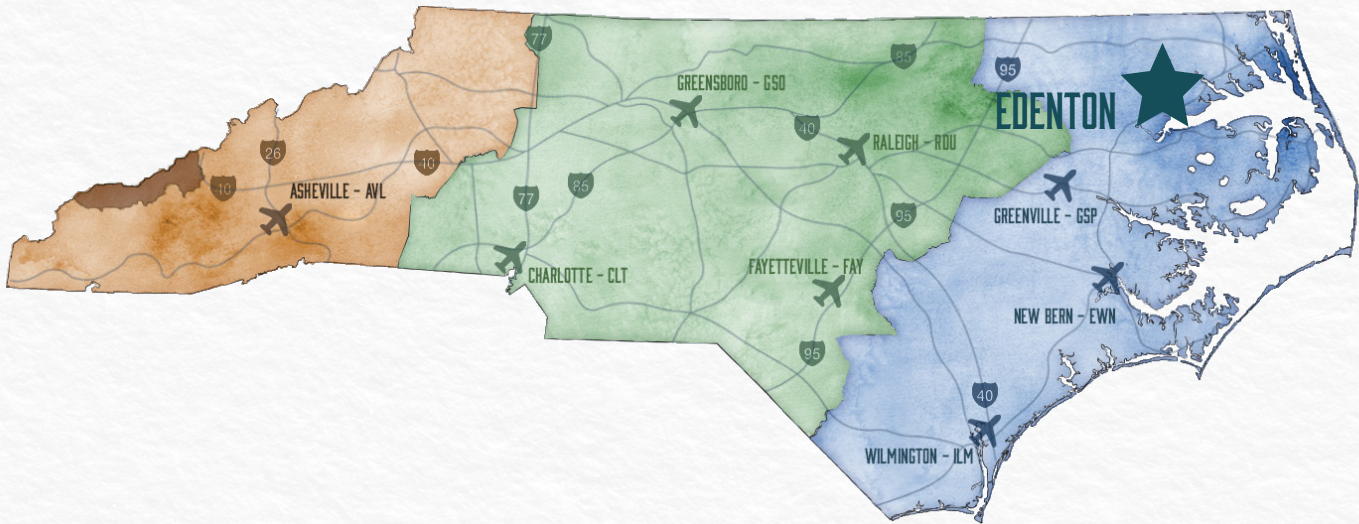 77
85
95
GREENSBORO – GSO
EDENTON
40
RALEIGH – RDU
26
40
40
ASHEVILLE – AVL
77
85
95
GREENVILLE – GSP
CHARLOTTE – CLT
FAYETTEVILLE – FAY
NEW BERN – EWN
95
40
WILMINGTON – ILM